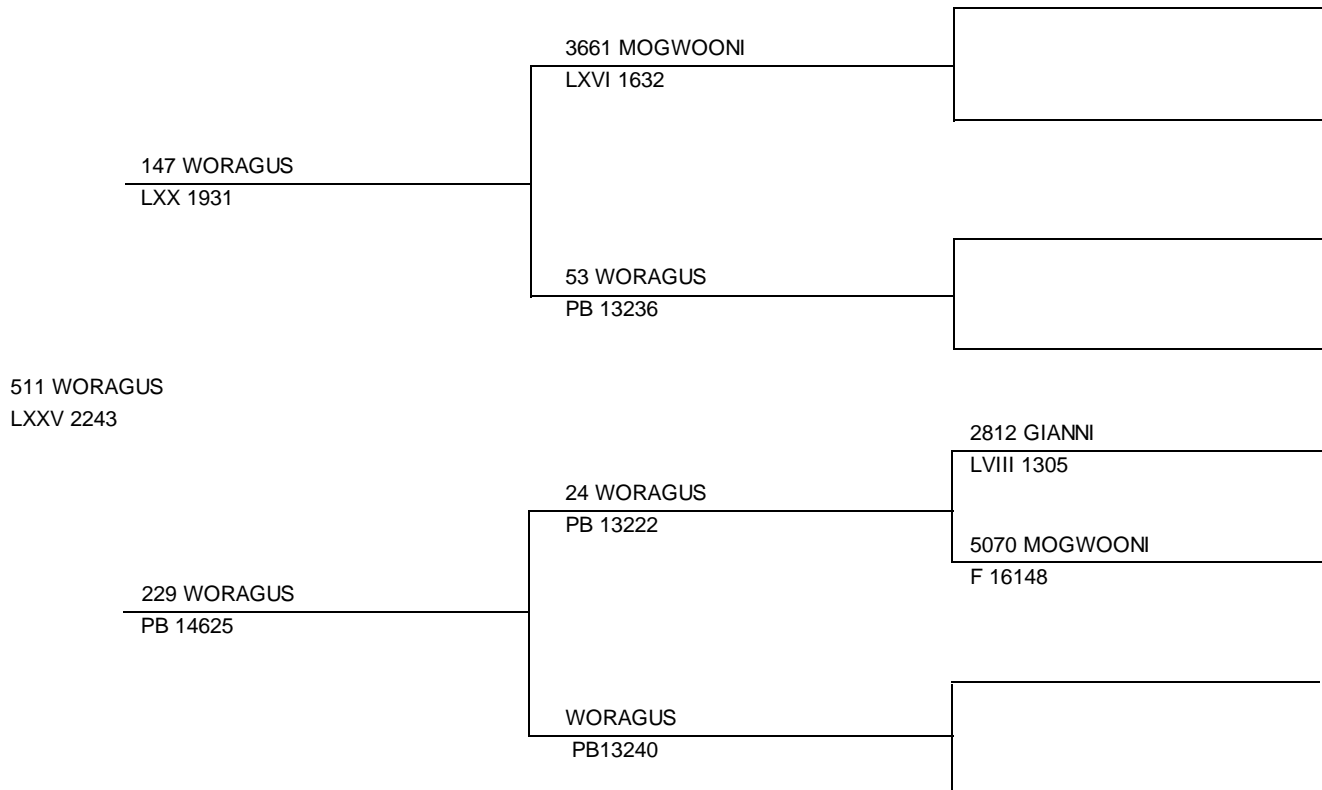 3661 MOGWOONI
LXVI 1632
147 WORAGUS
LXX 1931
53 WORAGUS
PB 13236
511 WORAGUS
LXXV 2243
2812 GIANNI
LVIII 1305
24 WORAGUS
PB 13222
5070 MOGWOONI
F 16148
229 WORAGUS
PB 14625
WORAGUS
PB13240